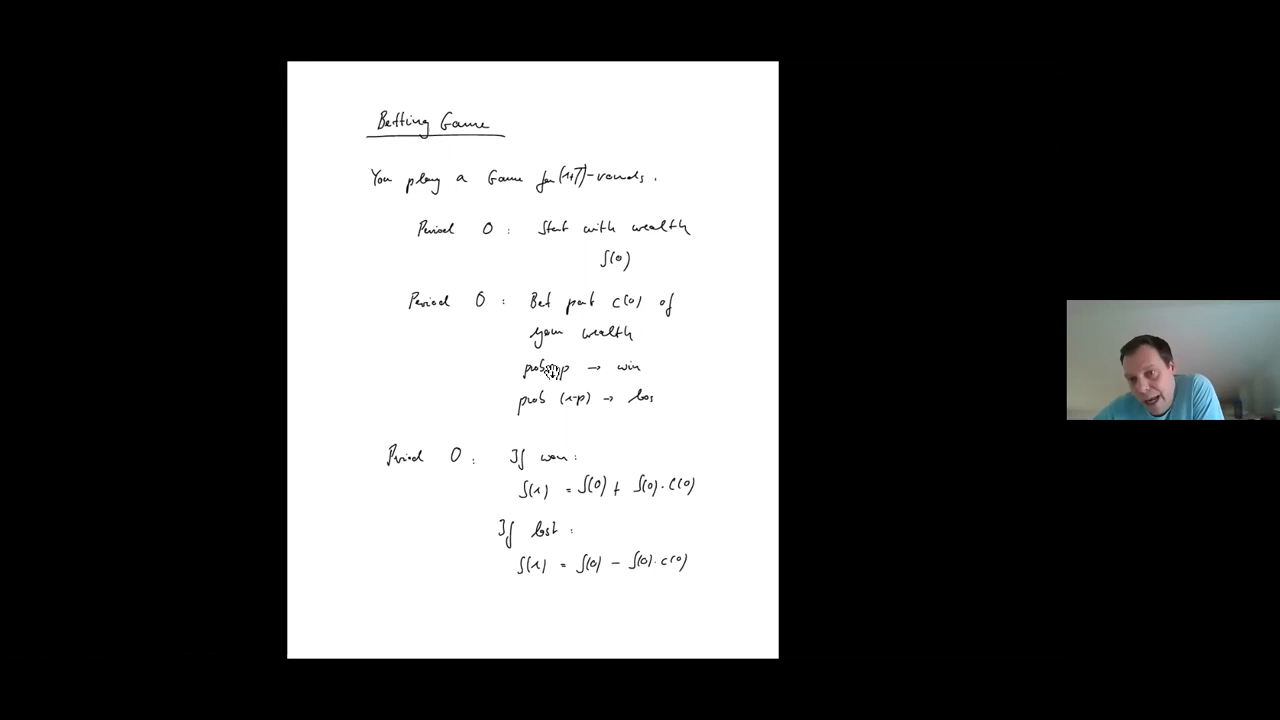 Betting Game
You play a Game for (1+T)-rounds.
Period 0 : Start with wealth
S(0)
Period 0 : Bet part c(0) of
your wealth
prob p → win
prob (1-p) → los
Period 0 : If won :
S(1) = S(0) + S(0) · C(0)
If lost :
S(1) = S(0) - S(0) · c(0)